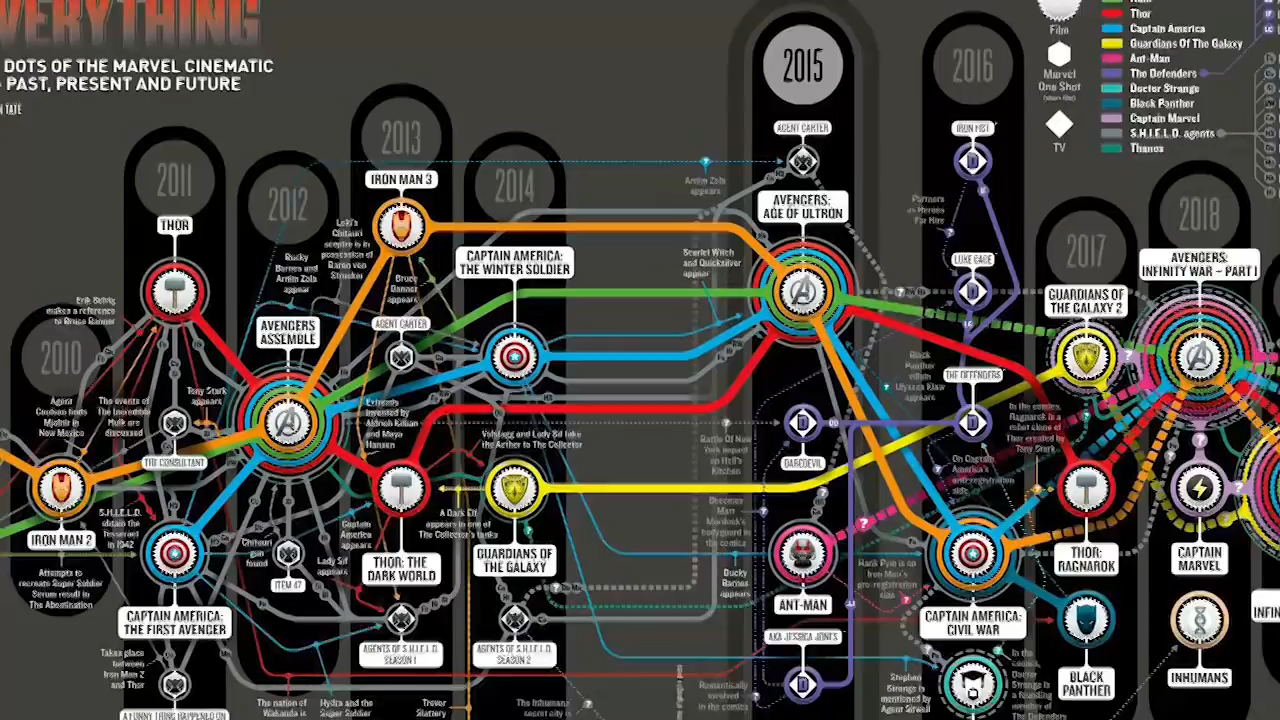 VERYTHING
DOTS OF THE MARVEL CINEMATIC
PAST, PRESENT AND FUTURE
TATE
Film
Marvel
One Shot
TV
Thor
Captain America
Guardians Of The Galaxy
Ant-Man
The Defenders
Doctor Strange
Black Panther
Captain Marvel
S.H.I.E.L.D. agents
Thanos
2010
Agent
Coulson hunts
Mjolnir in
New Mexico
IRON MAN 2
Attempts to
recreate Super Soldier
Serum result in
The Abomination
2011
THOR
Erik Selvig
makes a reference
to Bruce Banner
The events of
The Incredible
Hulk are
discussed
Tony Stark
appears
THE CONSULTANT
S.H.I.E.L.D.
obtain the
Tesseract
in 1942
CAPTAIN AMERICA:
THE FIRST AVENGER
Takes place
between
Iron Man 2
and Thor
A FUNNY THING HAPPENED ON
2012
Bucky
Barnes and
Arnim Zola
appear
AVENGERS
ASSEMBLE
Chitauri
gun
found
ITEM 47
The nation of
Wakanda is
2013
IRON MAN 3
Loki's
Chitauri
sceptre is in
possession of
Baron von
Strucker
Bruce
Banner
appears
AGENT CARTER
Extremis
invented by
Aldrich Killian
and Maya
Hansen
Captain
America
appears
Lady Sif
appears
THOR: THE
DARK WORLD
AGENTS OF S.H.I.E.L.D.
SEASON 1
Hydra and the
Super Soldier
Trevor
Slattery
2014
CAPTAIN AMERICA:
THE WINTER SOLDIER
Volstagg and Lady Sif take
the Aether to The Collector
A Dark Elf
appears in one of
The Collector's tanks
GUARDIANS OF
THE GALAXY
AGENTS OF S.H.I.E.L.D.
SEASON 2
The Inhumans'
secret city is
2015
AGENT CARTER
Arnim Zola
appears
AVENGERS:
AGE OF ULTRON
Scarlet Witch
and Quicksilver
appear
Battle Of New
York impact
on Hell's
Kitchen
DAREDEVIL
Becomes
Matt
Murdock's
bodyguard in
the comics
Bucky
Barnes
appears
ANT-MAN
AKA JESSICA JONES
Romantically
involved
in the comics
2016
IRON FIST
Partners
as Heroes
For Hire
LUKE CAGE
Black
Panther
villain
Ulysses Klaw
appears
THE DEFENDERS
On Captain
America's
anti-registration
side
Hank Pym is on
Iron Man's
pro-registration
side
CAPTAIN AMERICA:
CIVIL WAR
Stephen
Strange is
mentioned by
Agent Sitwell
In the
comics,
Doctor
Strange is
a founding
member of
The Defenders
2017
GUARDIANS OF
THE GALAXY 2
In the comics,
Ragnarok is a
robot clone of
Thor created by
Tony Stark
THOR:
RAGNAROK
BLACK
PANTHER
2018
AVENGERS:
INFINITY WAR – PART I
CAPTAIN
MARVEL
INHUMANS
INFIN